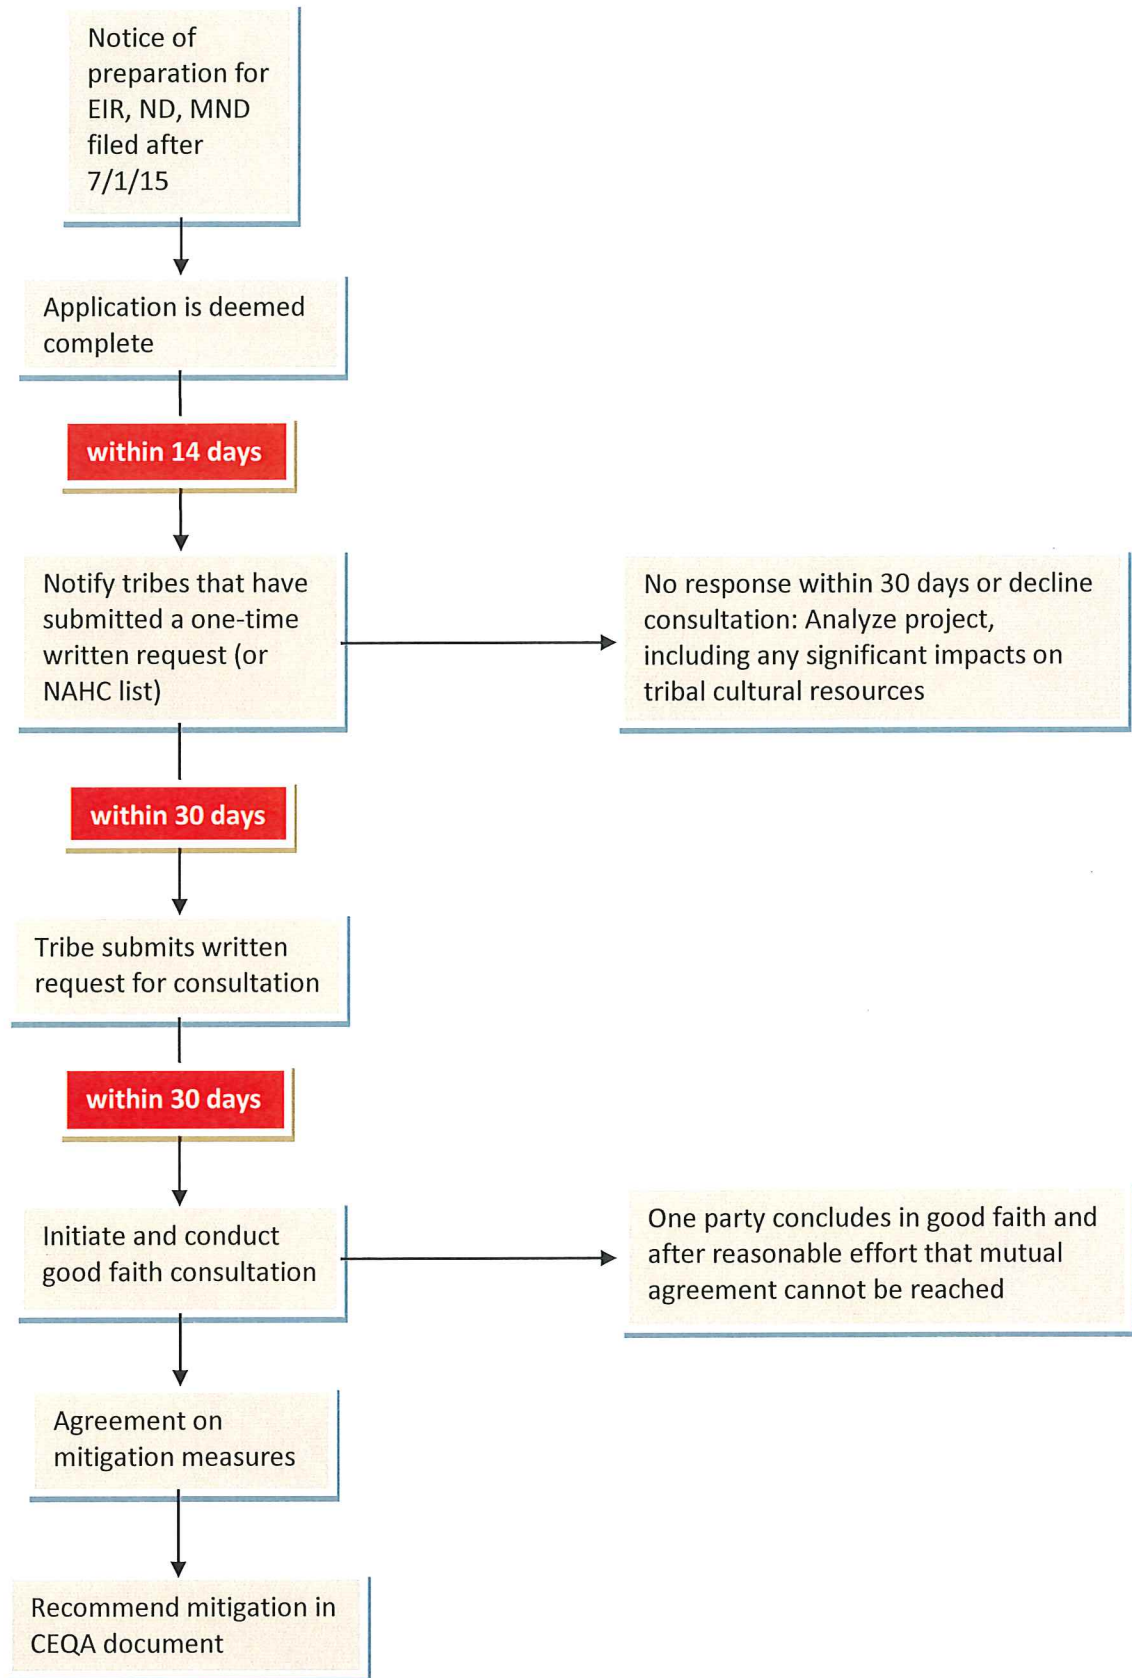 Notice of
preparation for
EIR, ND, MND
filed after
7/1/15
Application is deemed
complete
within 14 days
Notify tribes that have
submitted a one-time
written request (or
NAHC list)
No response within 30 days or decline
consultation: Analyze project,
including any significant impacts on
tribal cultural resources
within 30 days
Tribe submits written
request for consultation
within 30 days
Initiate and conduct
good faith consultation
One party concludes in good faith and
after reasonable effort that mutual
agreement cannot be reached
Agreement on
mitigation measures
Recommend mitigation in
CEQA document